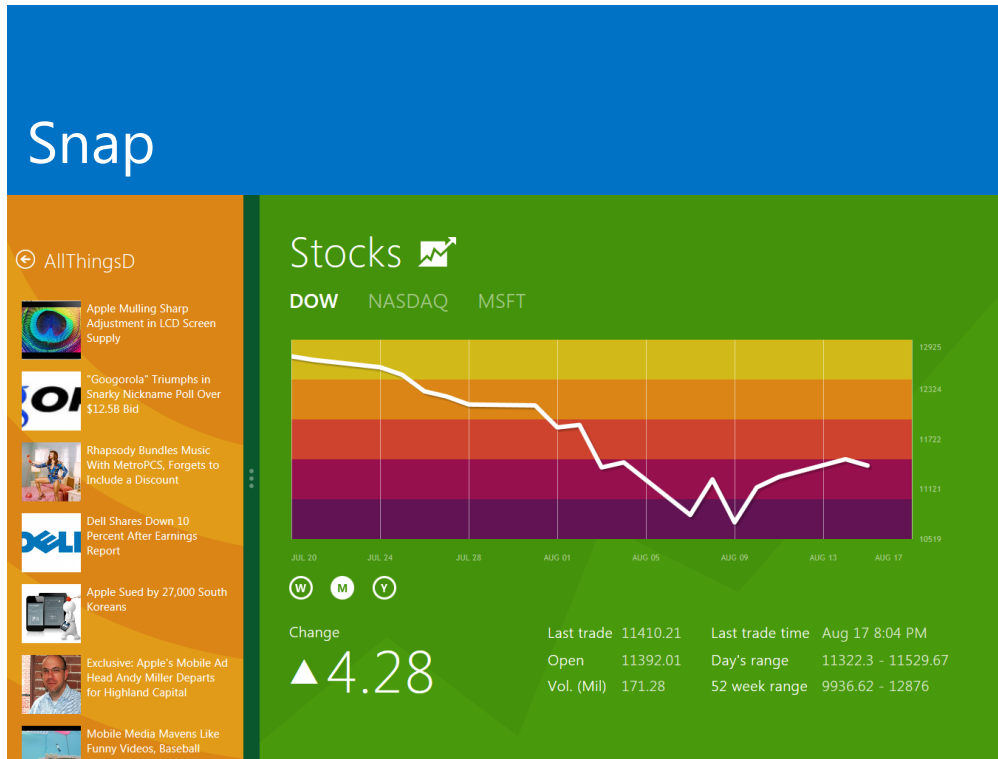 Snap
AllThingsD
Apple Mulling Sharp
Adjustment in LCD Screen
Supply
"Googorola" Triumphs in
Snarky Nickname Poll Over
$12.5B Bid
Rhapsody Bundles Music
With MetroPCS, Forgets to
Include a Discount
DELL
Dell Shares Down 10
Percent After Earnings
Report
Apple Sued by 27,000 South
Koreans
Exclusive: Apple's Mobile Ad
Head Andy Miller Departs
for Highland Capital
Mobile Media Mavens Like
Funny Videos, Baseball
Stocks
DOW NASDAQ MSFT
12925
12324
11722
11121
10519
JUL 20 JUL 24 JUL 28 AUG 01 AUG 05 AUG 09 AUG 13 AUG 17
W M Y
Change
4.28
Last trade 11410.21 Last trade time Aug 17 8:04 PM
Open 11392.01 Day's range 11322.3 - 11529.67
Vol. (Mil) 171.28 52 week range 9936.62 - 12876